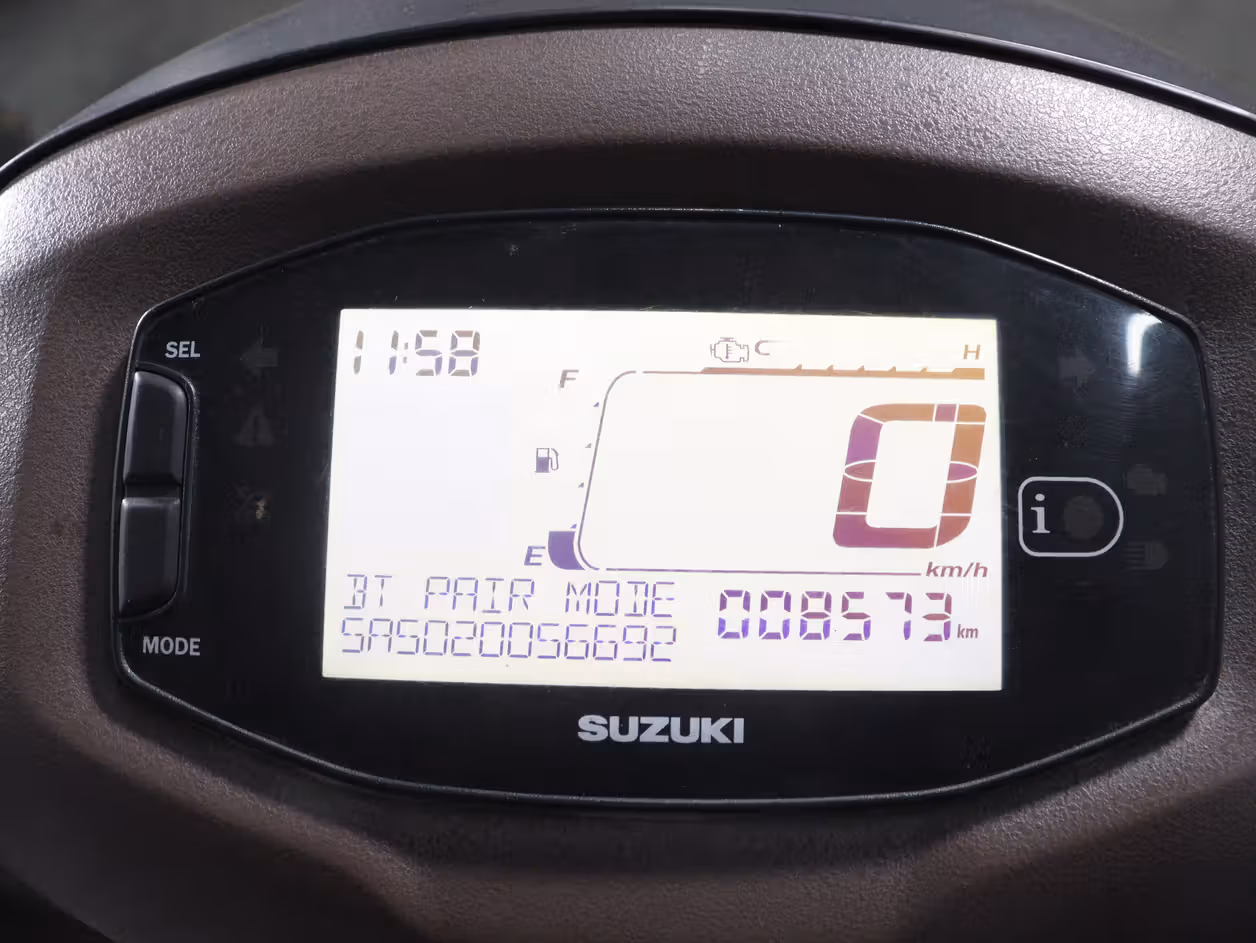 SEL
11:58
C
H
F
0
i
E
km/h
BT PAIR MODE
008573 km
SAS020056692
MODE
SUZUKI